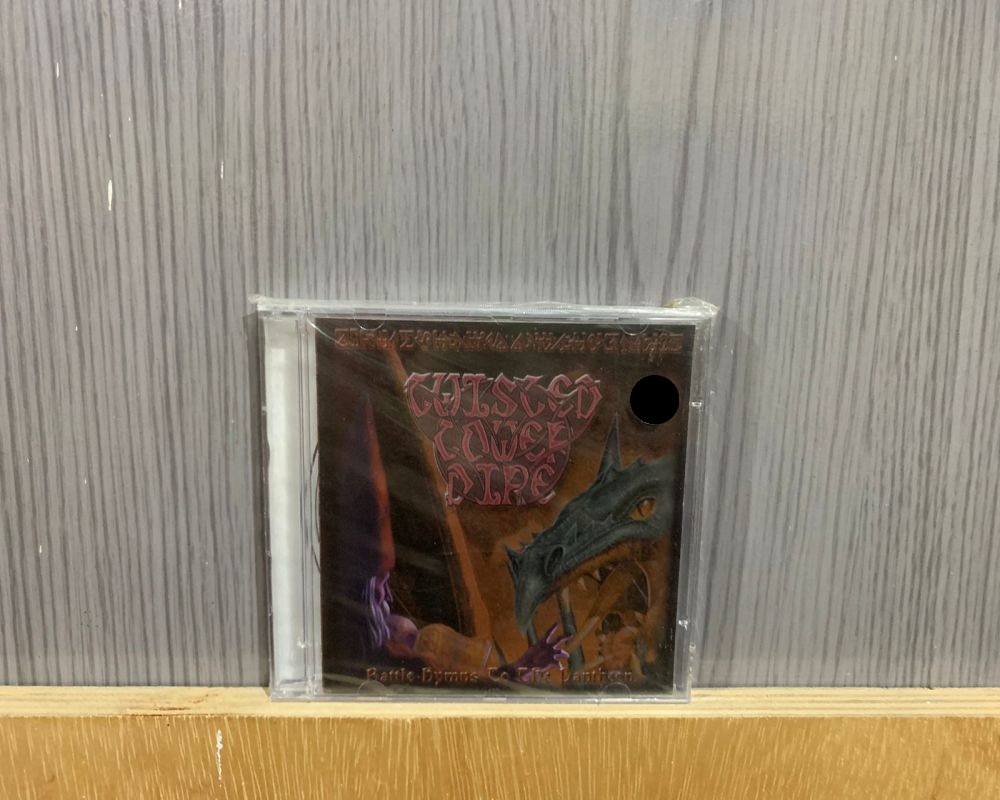 TWISTED
TOWER
DIRE
Battle-Hymns To The Pantheon